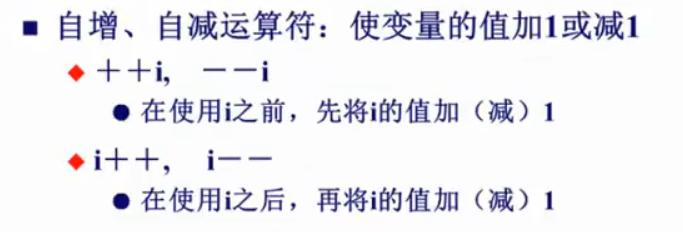 自增、自减运算符：使变量的值加1或减1
＋＋i,　－－i
在使用i之前，先将i的值加（减）1
i＋＋,　i－－
在使用i之后，再将i的值加（减）1